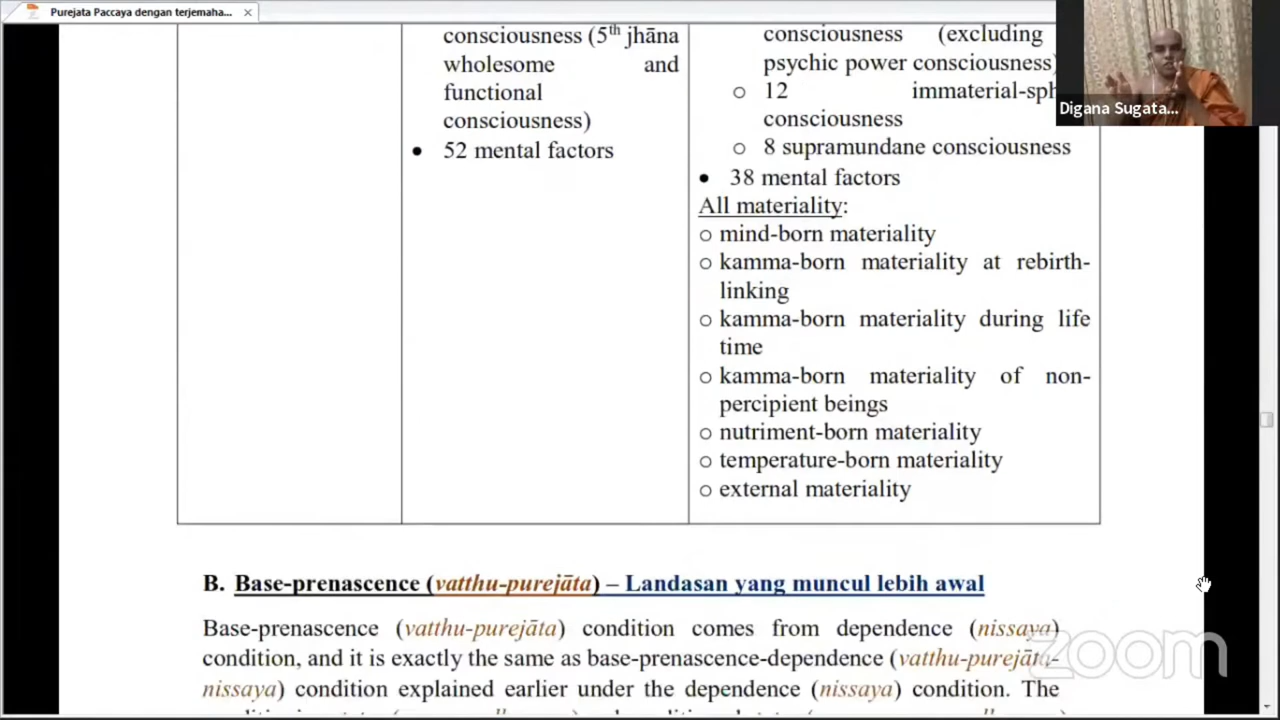 Purejata Paccaya dengan terjemaha...
consciousness (5th jhāna
wholesome and
functional
consciousness)
• 52 mental factors
consciousness (excluding
psychic power consciousness)
o 12 immaterial-sph
consciousness
o 8 supramundane consciousness
• 38 mental factors
All materiality:
o mind-born materiality
o kamma-born materiality at rebirth-
linking
o kamma-born materiality during life
time
o kamma-born materiality of non-
percipient beings
o nutriment-born materiality
o temperature-born materiality
o external materiality
Digana Sugata...
B. Base-prenascence (vatthu-purejāta) – Landasan yang muncul lebih awal
Base-prenascence (vatthu-purejāta) condition comes from dependence (nissaya)
condition, and it is exactly the same as base-prenascence-dependence (vatthu-purejāta-
nissaya) condition explained earlier under the dependence (nissaya) condition. The
zoom